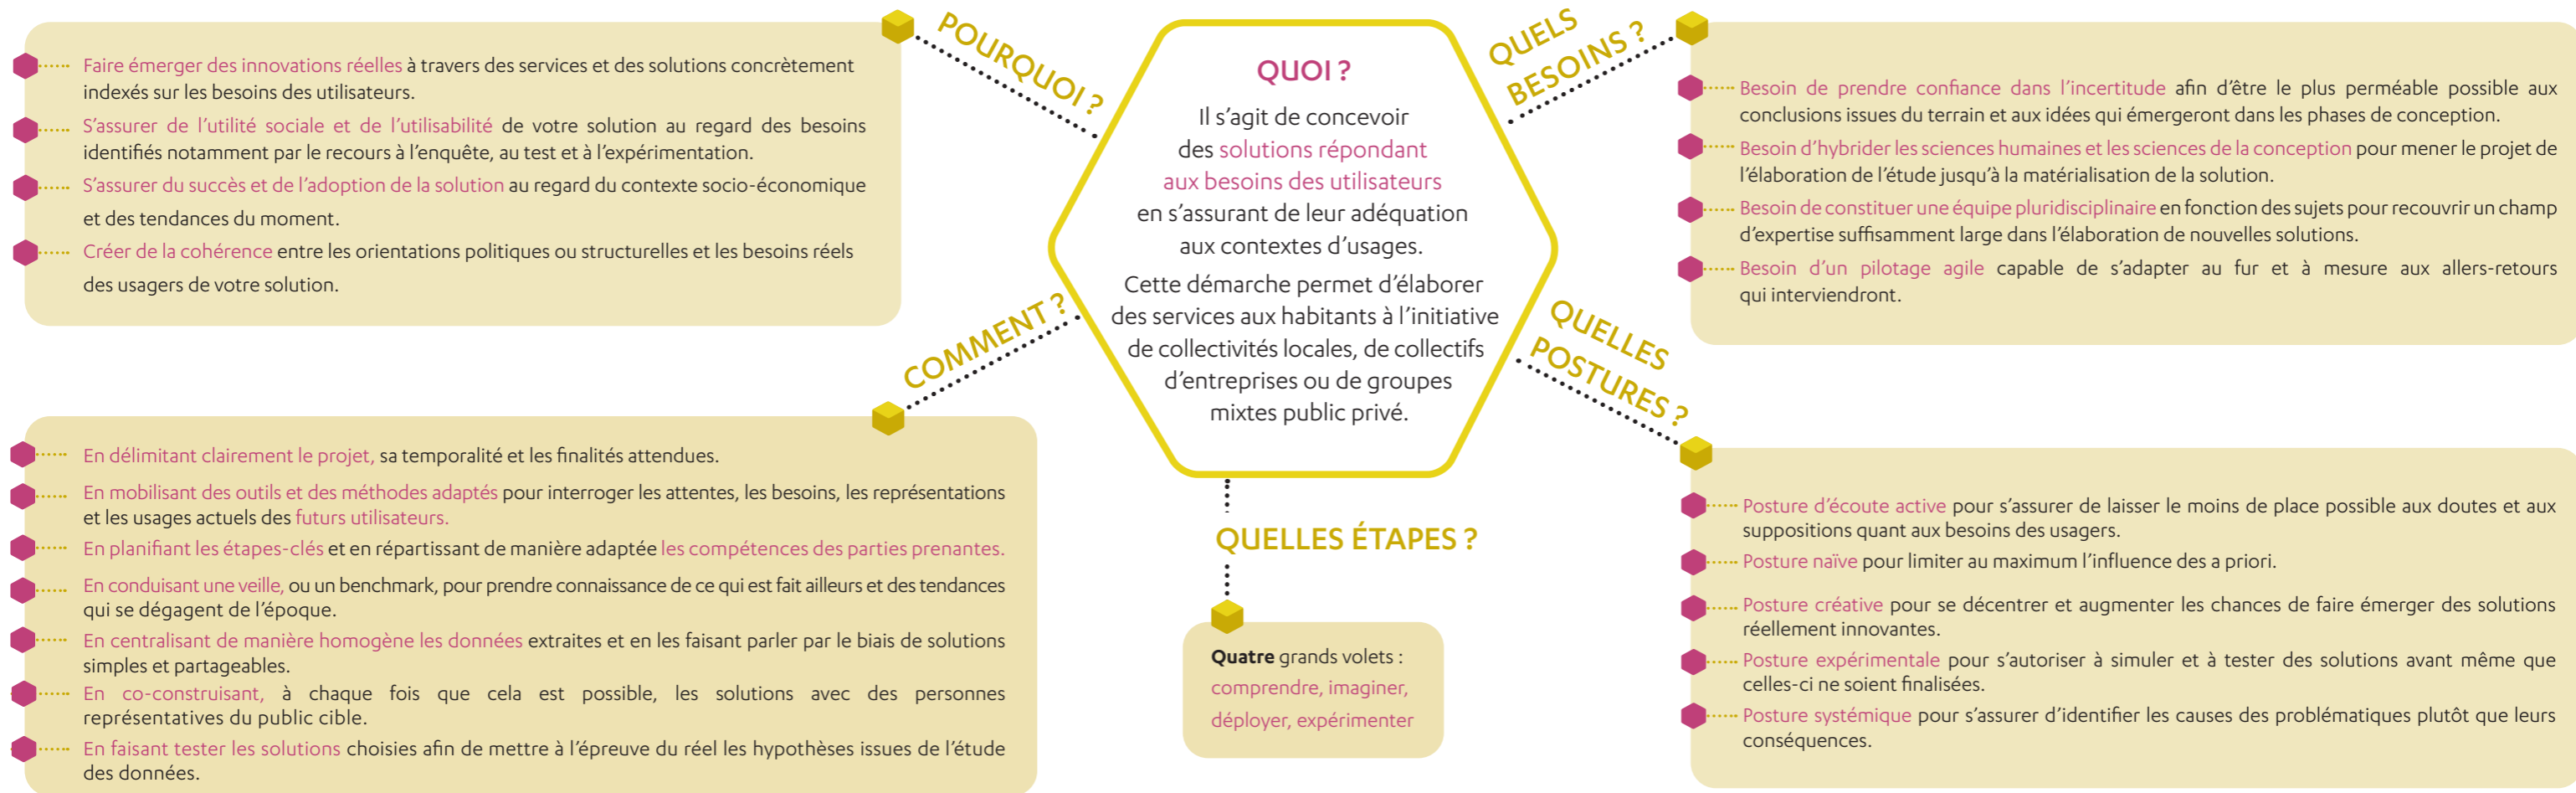 QUOI ?
Il s’agit de concevoir
des solutions répondant
aux besoins des utilisateurs
en s’assurant de leur adéquation
aux contextes d’usages.
Cette démarche permet d’élaborer
des services aux habitants à l’initiative
de collectivités locales, de collectifs
d’entreprises ou de groupes
mixtes public privé.
POURQUOI ?
Faire émerger des innovations réelles à travers des services et des solutions concrètement
indexés sur les besoins des utilisateurs.
S’assurer de l’utilité sociale et de l’utilisabilité de votre solution au regard des besoins
identifiés notamment par le recours à l’enquête, au test et à l’expérimentation.
S’assurer du succès et de l’adoption de la solution au regard du contexte socio-économique
et des tendances du moment.
Créer de la cohérence entre les orientations politiques ou structurelles et les besoins réels
des usagers de votre solution.
COMMENT ?
En délimitant clairement le projet, sa temporalité et les finalités attendues.
En mobilisant des outils et des méthodes adaptés pour interroger les attentes, les besoins, les représentations
et les usages actuels des futurs utilisateurs.
En planifiant les étapes-clés et en répartissant de manière adaptée les compétences des parties prenantes.
En conduisant une veille, ou un benchmark, pour prendre connaissance de ce qui est fait ailleurs et des tendances
qui se dégagent de l’époque.
En centralisant de manière homogène les données extraites et en les faisant parler par le biais de solutions
simples et partageables.
En co-construisant, à chaque fois que cela est possible, les solutions avec des personnes
représentatives du public cible.
En faisant tester les solutions choisies afin de mettre à l’épreuve du réel les hypothèses issues de l’étude
des données.
QUELLES ÉTAPES ?
Quatre grands volets :
comprendre, imaginer,
déployer, expérimenter
QUELS
BESOINS ?
Besoin de prendre confiance dans l’incertitude afin d’être le plus perméable possible aux
conclusions issues du terrain et aux idées qui émergeront dans les phases de conception.
Besoin d’hybrider les sciences humaines et les sciences de la conception pour mener le projet de
l’élaboration de l’étude jusqu’à la matérialisation de la solution.
Besoin de constituer une équipe pluridisciplinaire en fonction des sujets pour recouvrir un champ
d’expertise suffisamment large dans l’élaboration de nouvelles solutions.
Besoin d’un pilotage agile capable de s’adapter au fur et à mesure aux allers-retours
qui interviendront.
QUELLES
POSTURES ?
Posture d’écoute active pour s’assurer de laisser le moins de place possible aux doutes et aux
suppositions quant aux besoins des usagers.
Posture naïve pour limiter au maximum l’influence des a priori.
Posture créative pour se décentrer et augmenter les chances de faire émerger des solutions
réellement innovantes.
Posture expérimentale pour s’autoriser à simuler et à tester des solutions avant même que
celles-ci ne soient finalisées.
Posture systémique pour s’assurer d’identifier les causes des problématiques plutôt que leurs
conséquences.